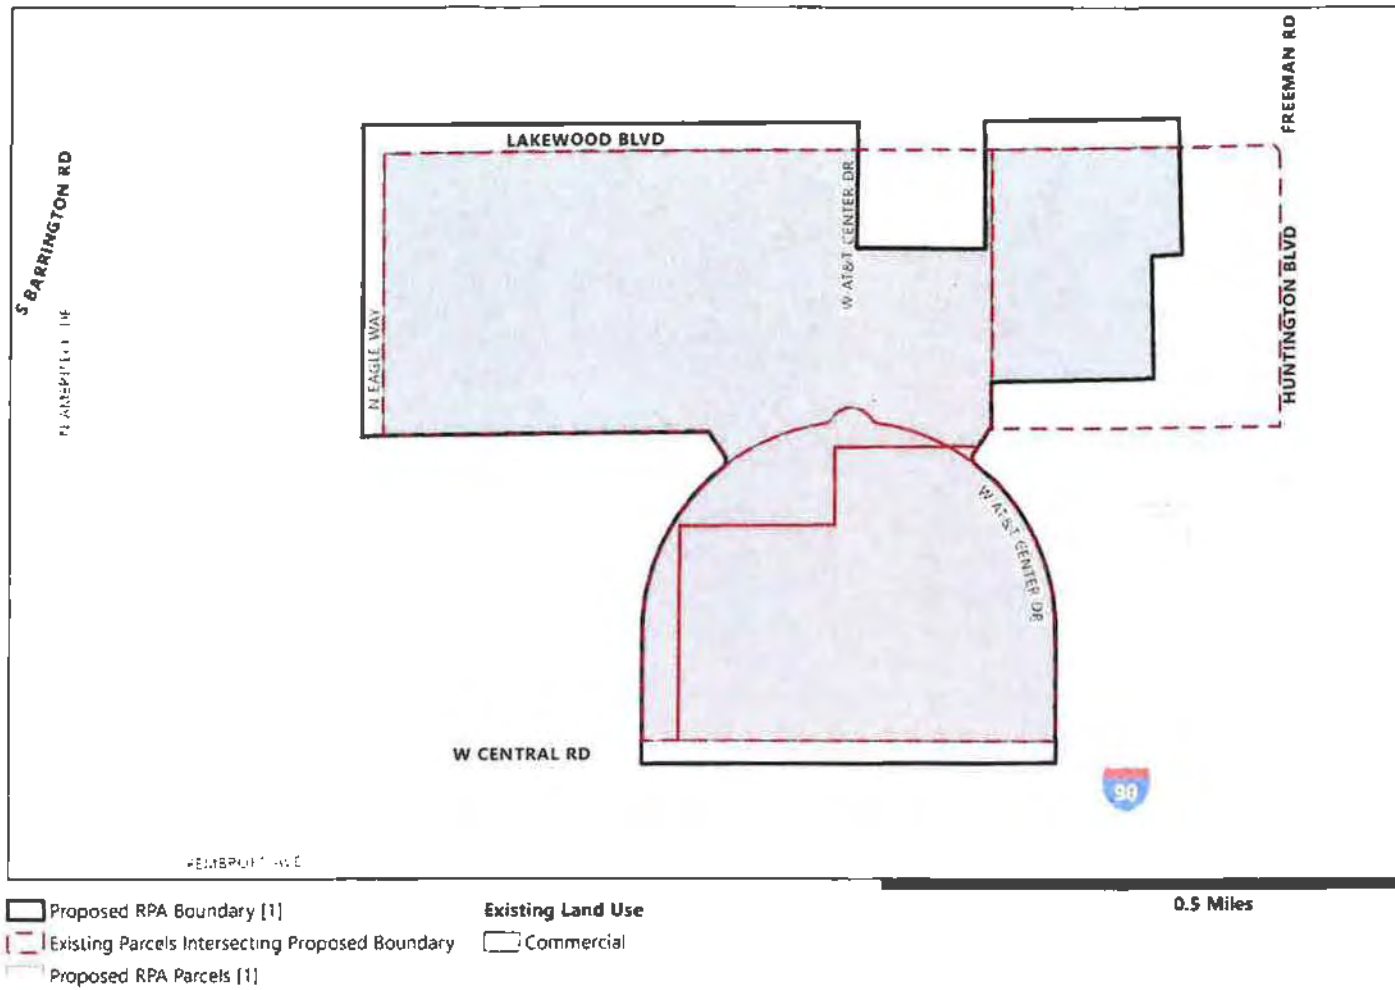 FREEMAN RD
LAKEWOOD BLVD
S BARRINGTON RD
W AT&T CENTER DR
HUNTINGTON BLVD
N EAGLE WAY
W AT&T CENTER DR
W CENTRAL RD
90
0.5 Miles
Proposed RPA Boundary [1]
Existing Land Use
Existing Parcels Intersecting Proposed Boundary
Commercial
Proposed RPA Parcels [1]